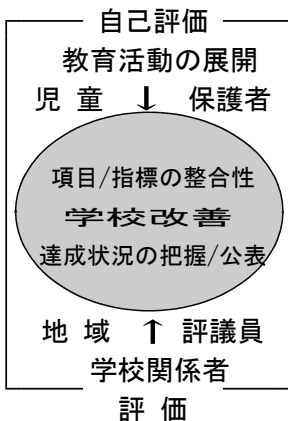 自己評価
教育活動の展開
児 童 ↓ 保護者
項目/指標の整合性
学校改善
達成状況の把握/公表
地 域 ↑ 評議員
学校関係者
評 価